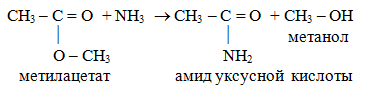 CH3 – C = O + NH3 → CH3 – C = O + CH3 – OH
метанол
O – CH3 NH2
метилацетат амид уксусной кислоты